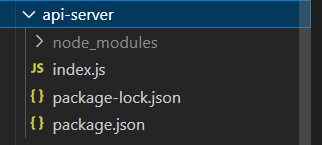 api-server
node_modules
JS index.js
{} package-lock.json
{} package.json